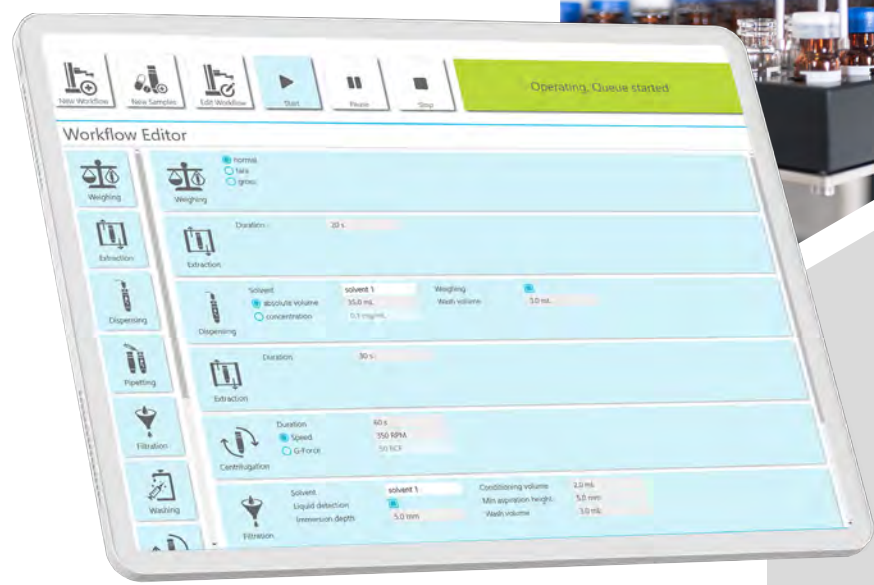 New Workflow
New Samples
Edit Workflow
Start
Pause
Stop
Operating, Queue started
Workflow Editor
Weighing
Extraction
Dispensing
Pipetting
Filtration
Washing
Weighing
normal
tara
gross
Extraction
Duration 20 s
Dispensing
Solvent solvent 1 Weighing
absolute volume 35.0 mL Wash volume 3.0 mL
concentration 0.1 mg/mL
Extraction
Duration 30 s
Centrifugation
Duration 60 s
Speed 350 RPM
G-Force 50 RCF
Filtration
Solvent solvent 1 Conditioning volume 2.0 mL
Liquid detection Min aspiration height 5.0 mm
Immersion depth 5.0 mm Wash volume 3.0 mL